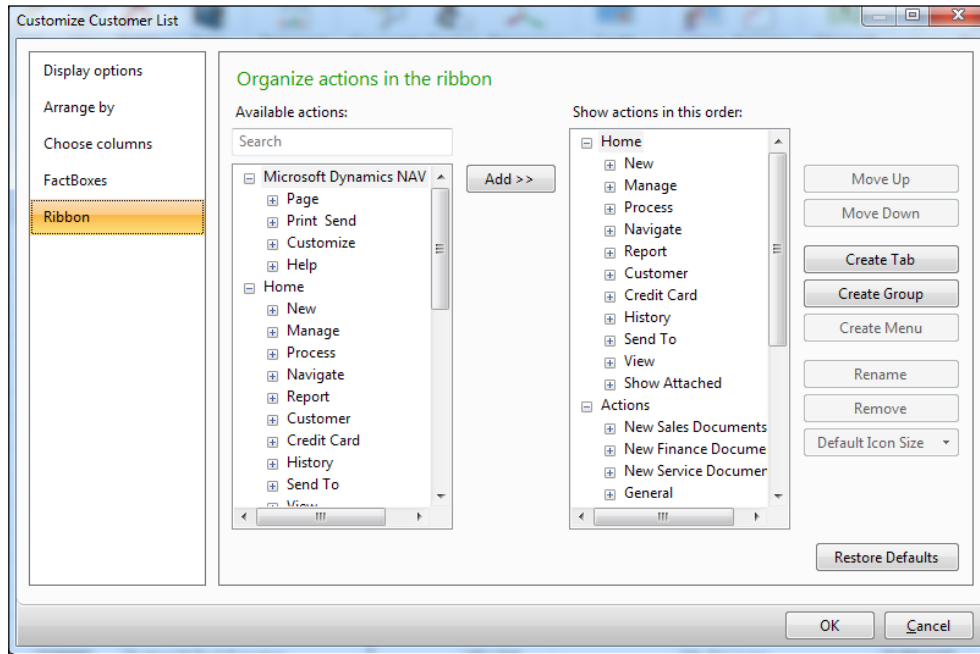 Customize Customer List
Display options
Arrange by
Choose columns
FactBoxes
Ribbon
Organize actions in the ribbon
Available actions:
Search
Microsoft Dynamics NAV
Page
Print Send
Customize
Help
Home
New
Manage
Process
Navigate
Report
Customer
Credit Card
History
Send To
View
Add >>
Show actions in this order:
Home
New
Manage
Process
Navigate
Report
Customer
Credit Card
History
Send To
View
Show Attached
Actions
New Sales Documents
New Finance Docume
New Service Documen
General
Move Up
Move Down
Create Tab
Create Group
Create Menu
Rename
Remove
Default Icon Size
Restore Defaults
OK
Cancel